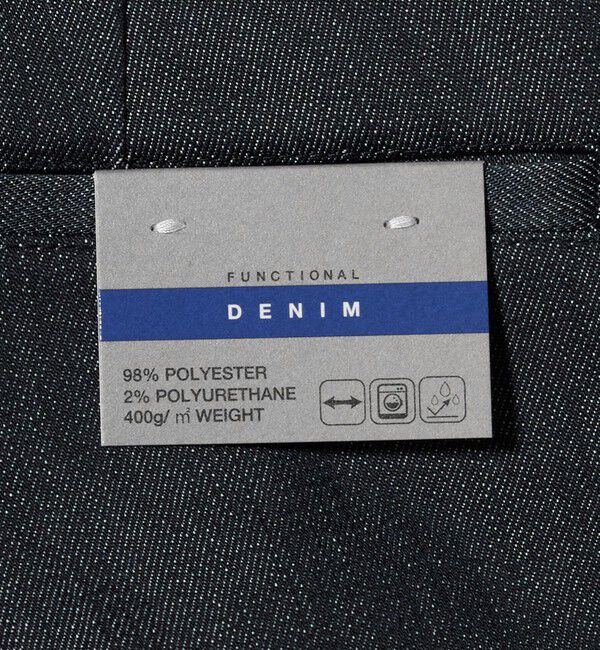 FUNCTIONAL
DENIM
98% POLYESTER
2% POLYURETHANE
400g/㎡ WEIGHT